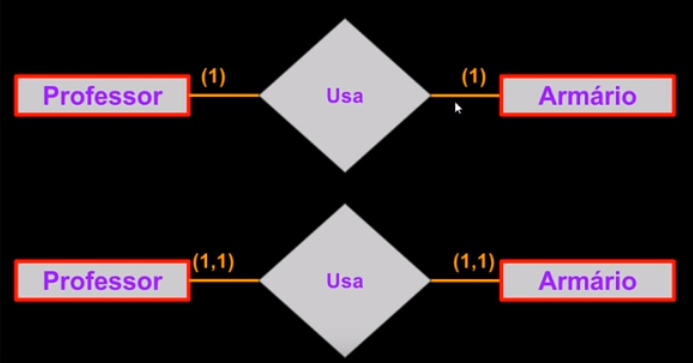 (1) (1)
Professor Usa Armário
(1,1) (1,1)
Professor Usa Armário